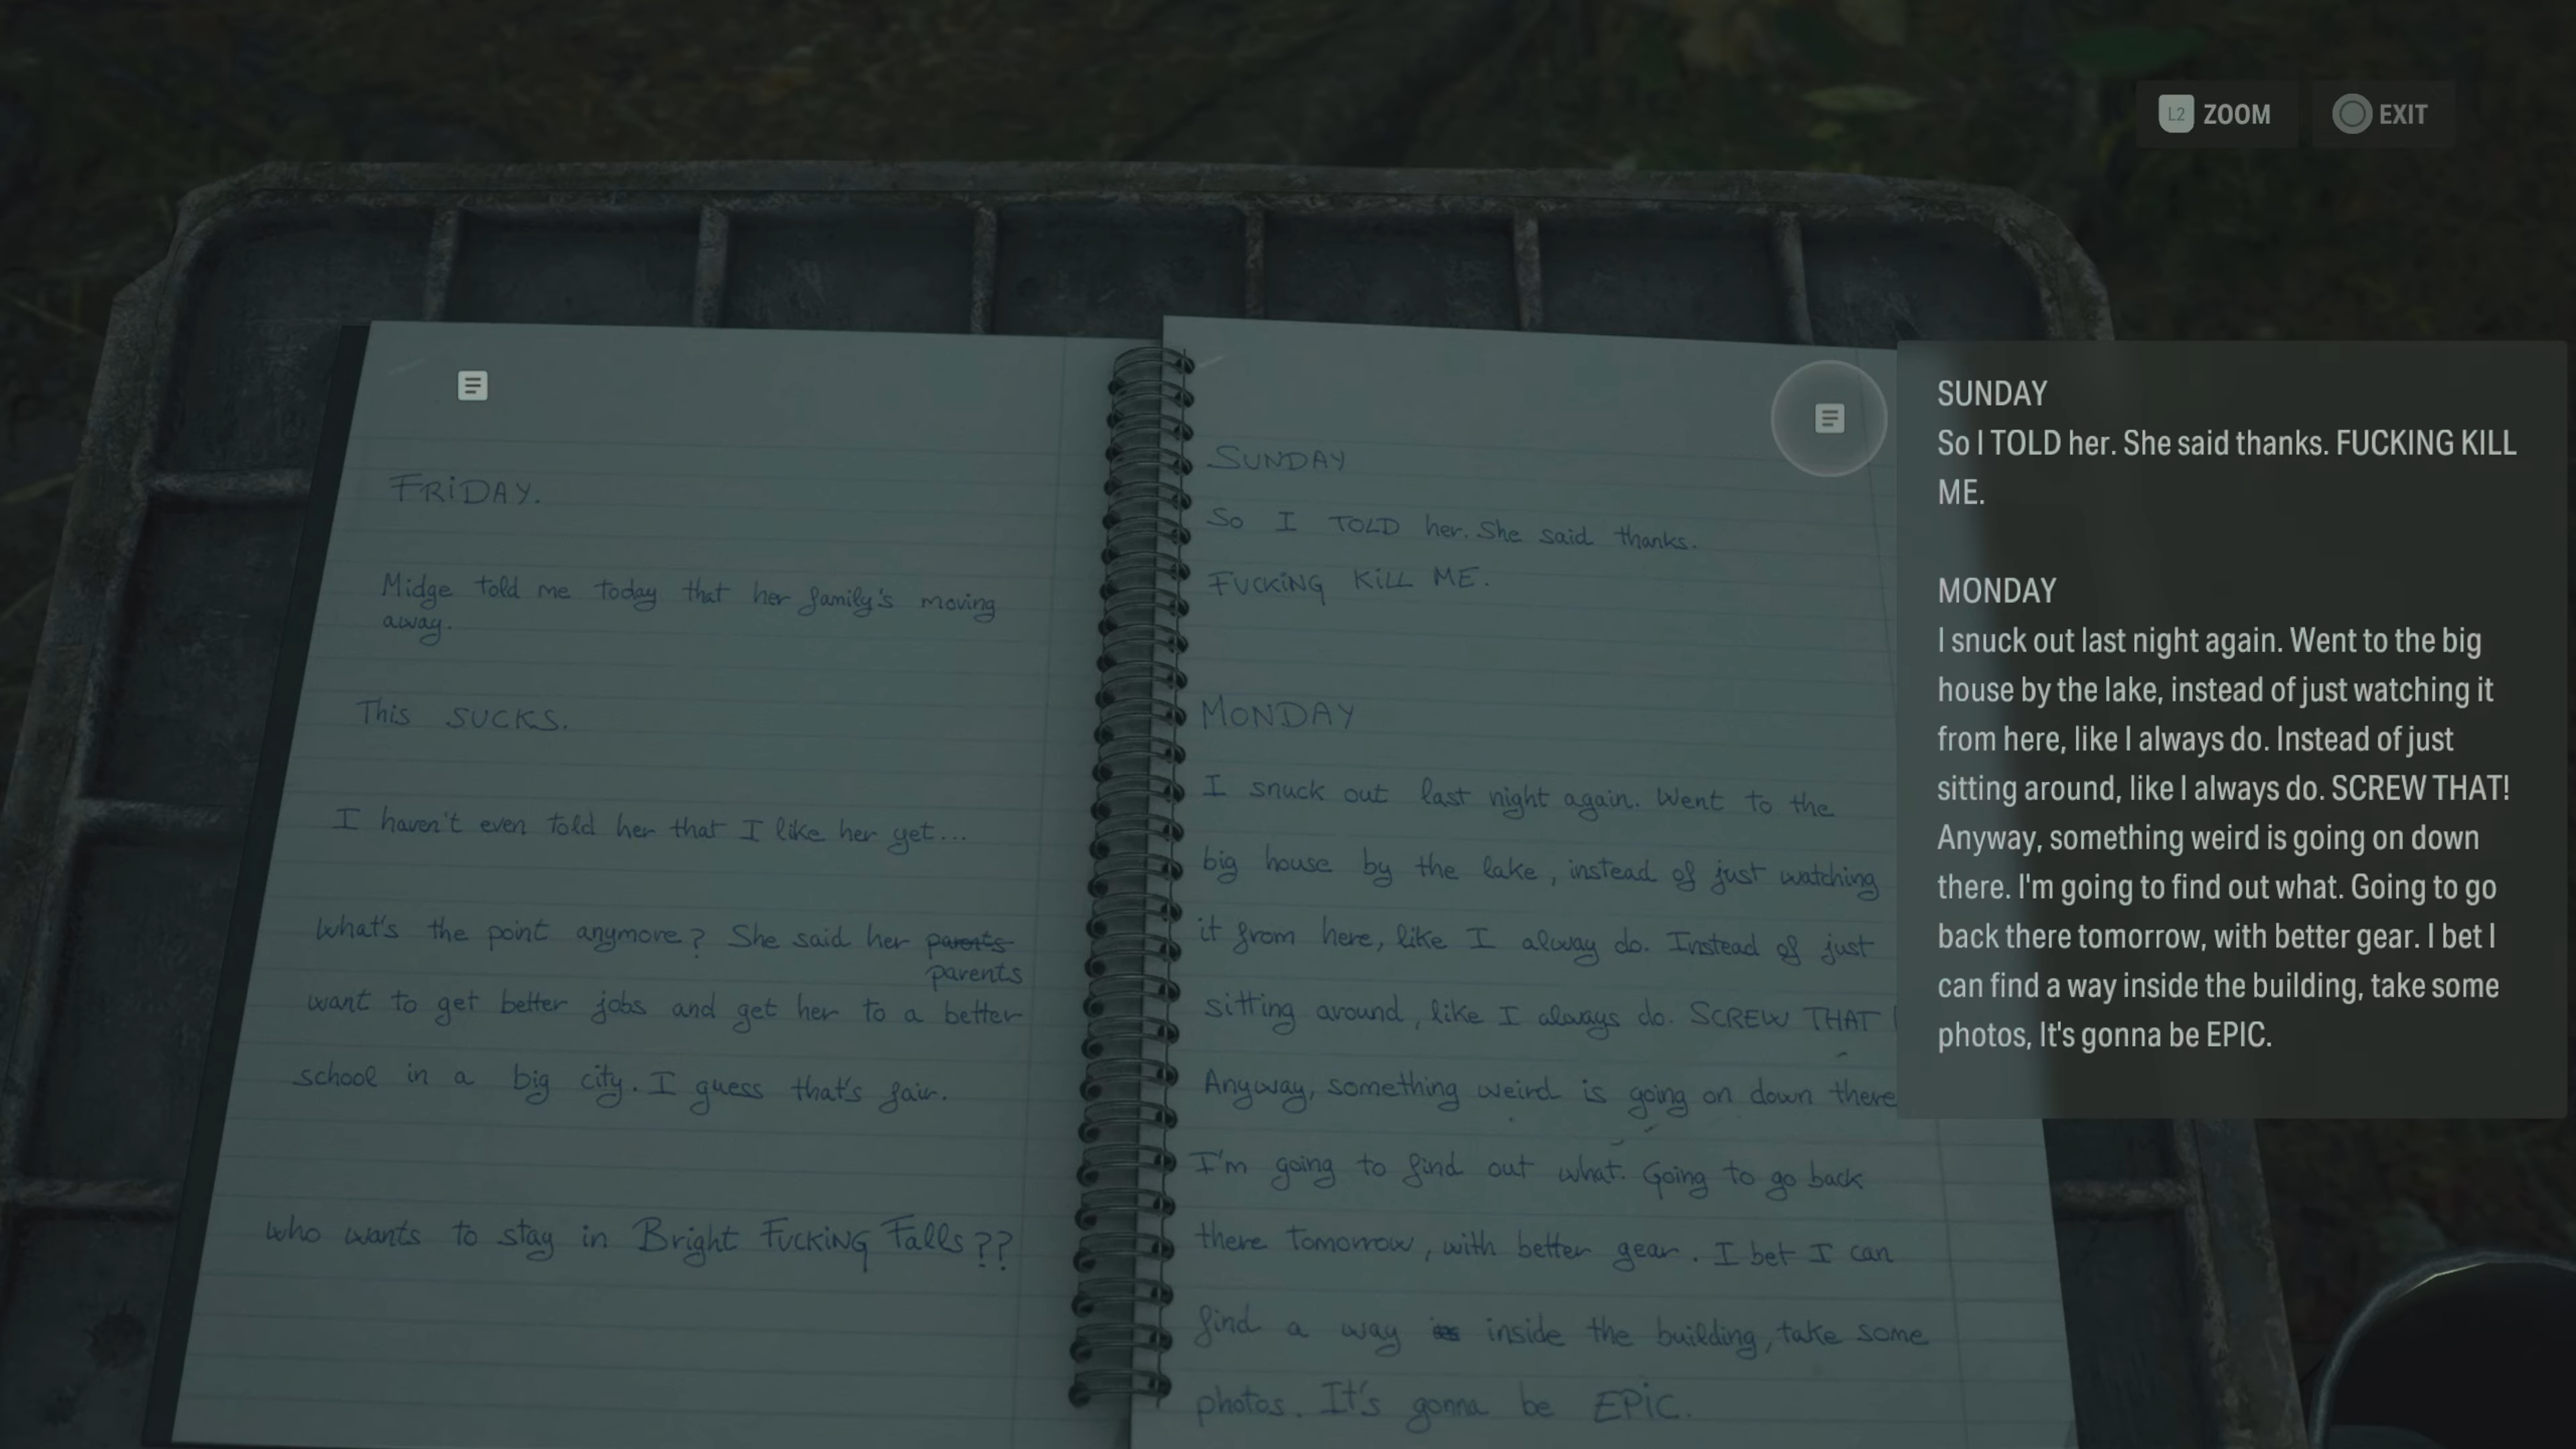 L2 ZOOM
EXIT
FRIDAY.
Midge told me today that her family's moving
away.
This SUCKS.
I haven't even told her that I like her yet...
What's the point anymore? She said her parents
parents
want to get better jobs and get her to a better
school in a big city. I guess that's fair.
who wants to stay in Bright FUCKING Falls??
SUNDAY
So I TOLD her. She said thanks.
FUCKING KILL ME.
MONDAY
I snuck out last night again. Went to the
big house by the lake, instead of just watching
it from here, like I alway do. Instead of just
sitting around, like I always do. SCREW THAT
Anyway, something weird is going on down there
I'm going to find out what. Going to go back
there tomorrow, with better gear. I bet I can
find a way inside the building, take some
photos. It's gonna be EPIC.
SUNDAY
So I TOLD her. She said thanks. FUCKING KILL
ME.
MONDAY
I snuck out last night again. Went to the big
house by the lake, instead of just watching it
from here, like I always do. Instead of just
sitting around, like I always do. SCREW THAT!
Anyway, something weird is going on down
there. I'm going to find out what. Going to go
back there tomorrow, with better gear. I bet I
can find a way inside the building, take some
photos, It's gonna be EPIC.